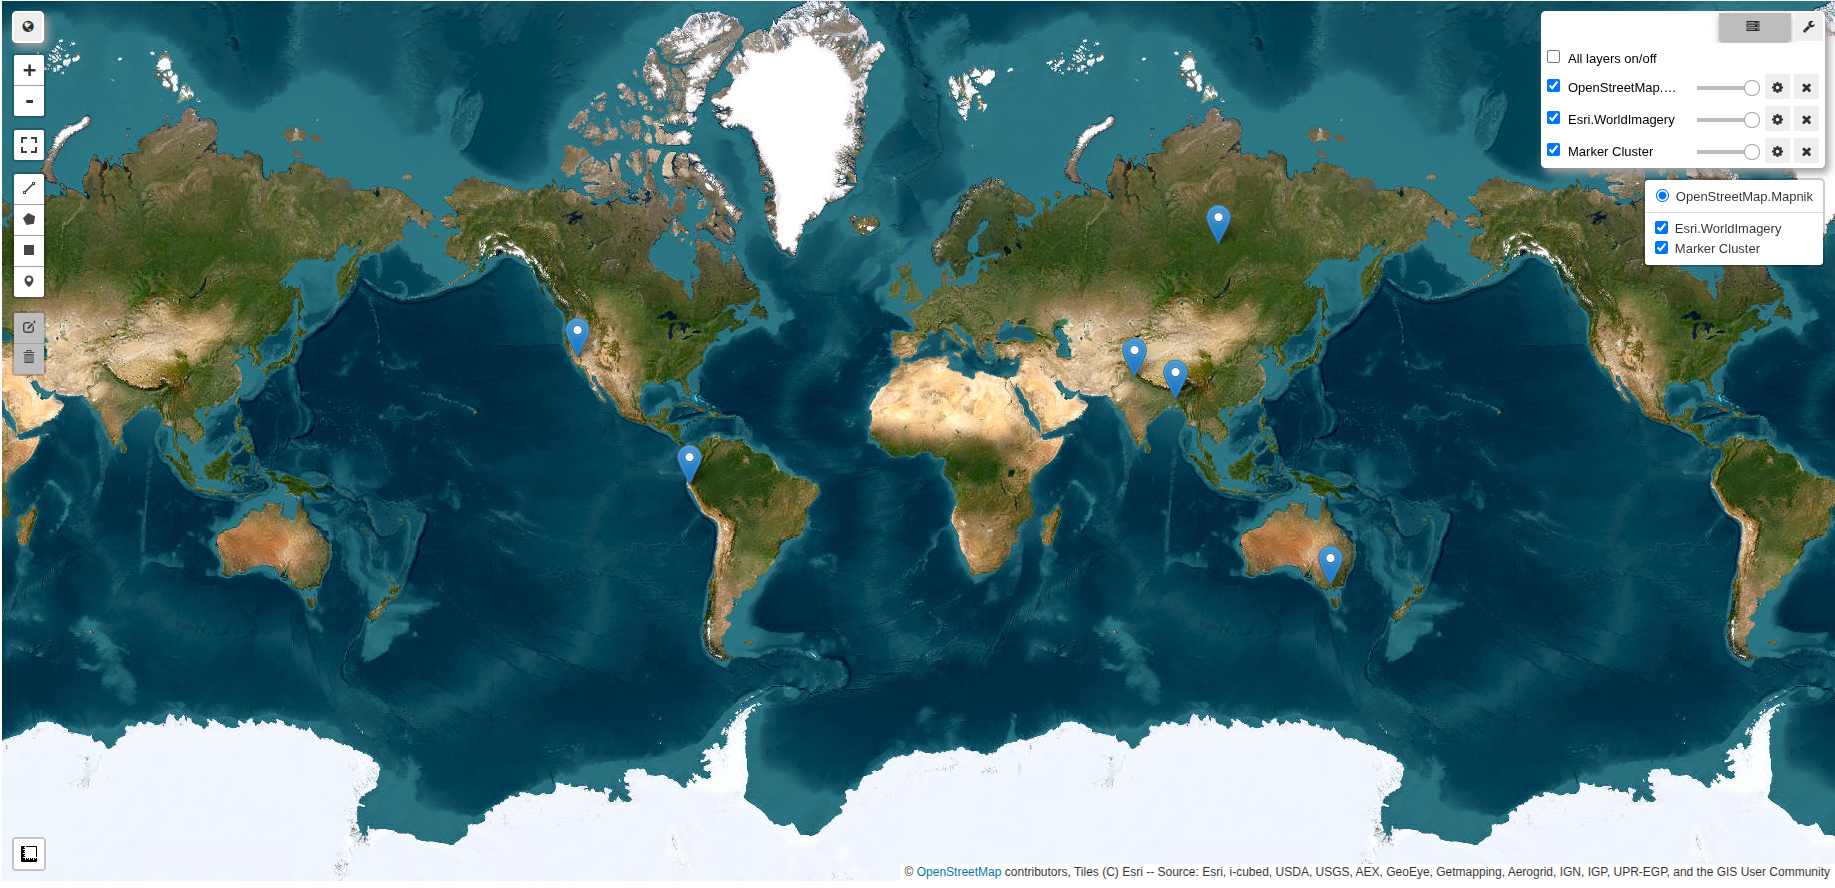 +
-
All layers on/off
OpenStreetMap....
Esri.WorldImagery
Marker Cluster
OpenStreetMap.Mapnik
Esri.WorldImagery
Marker Cluster
© OpenStreetMap contributors, Tiles (C) Esri -- Source: Esri, i-cubed, USDA, USGS, AEX, GeoEye, Getmapping, Aerogrid, IGN, IGP, UPR-EGP, and the GIS User Community